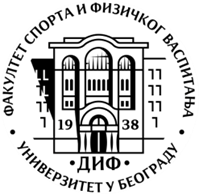 ФАКУЛТЕТ СПОРТА И ФИЗИЧКОГ ВАСПИТАЊА
19 38
•ДИФ•
УНИВЕРЗИТЕТ У БЕОГРАДУ